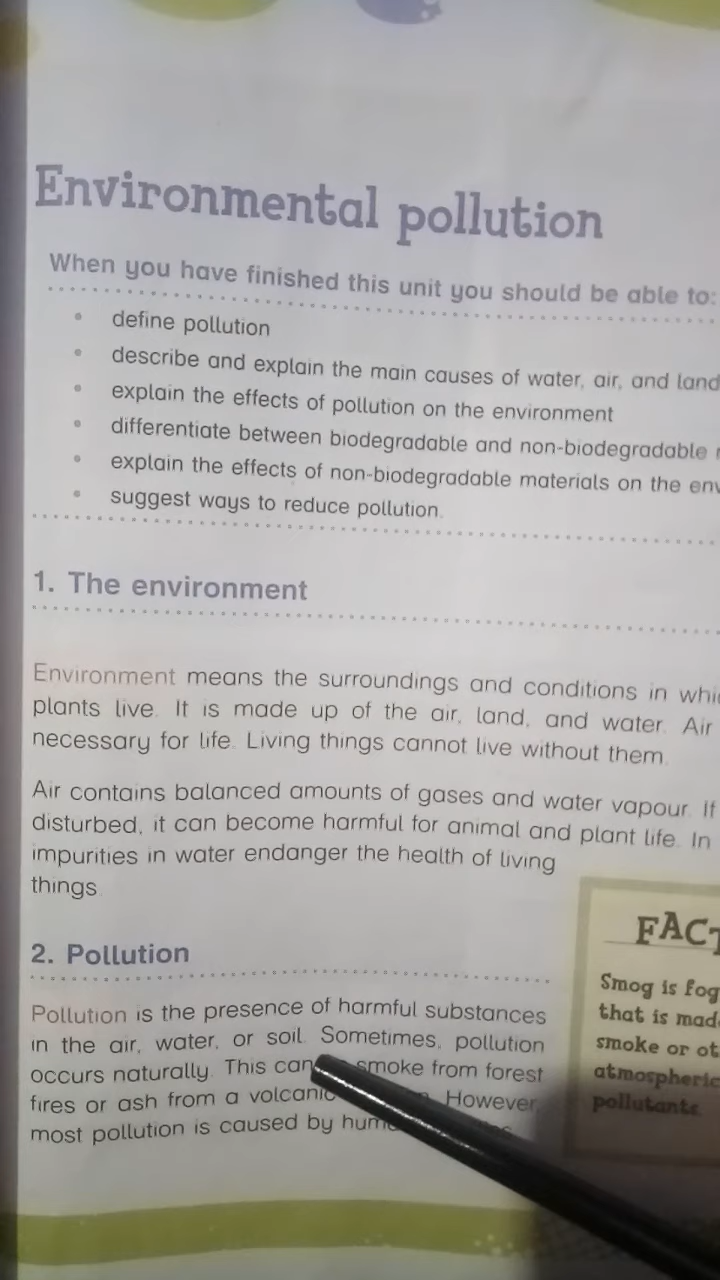 Environmental pollution
When you have finished this unit you should be able to:
• define pollution
• describe and explain the main causes of water, air, and land
• explain the effects of pollution on the environment
• differentiate between biodegradable and non-biodegradable
• explain the effects of non-biodegradable materials on the
• suggest ways to reduce pollution.
1. The environment
Environment means the surroundings and conditions in
plants live. It is made up of the air, land, and water. Air
necessary for life. Living things cannot live without them.
Air contains balanced amounts of gases and water vapour. If
disturbed, it can become harmful for animal and plant life. In
impurities in water endanger the health of living
things.
2. Pollution
Pollution is the presence of harmful substances
in the air, water, or soil. Sometimes, pollution
occurs naturally. This can smoke from forest
fires or ash from a volcanic However,
most pollution is caused by
FACT
Smog is fog
that is made
smoke or
atmospheric
pollutants.